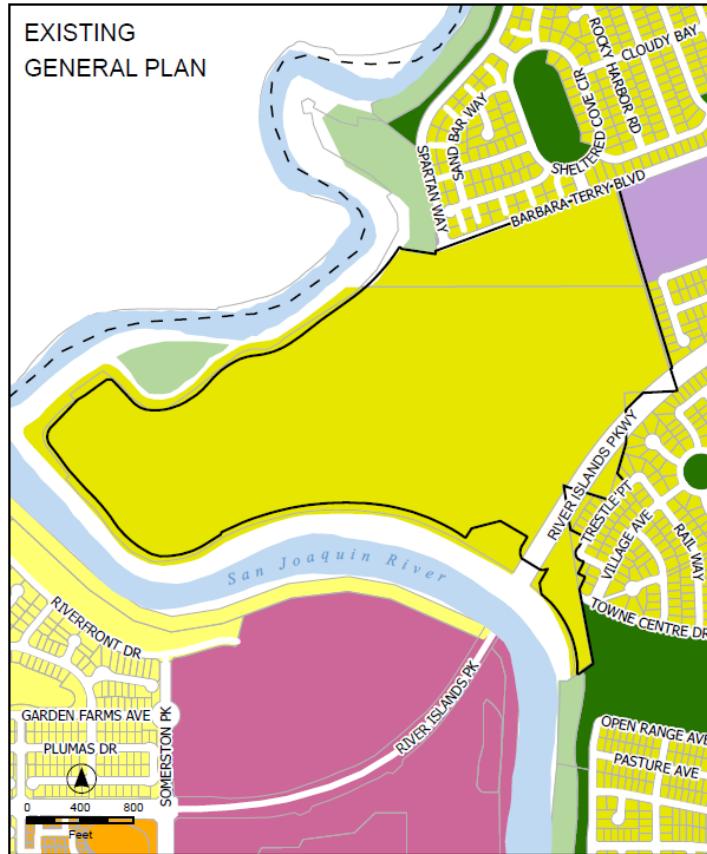 EXISTING
GENERAL PLAN
ROCKY HARBOR RD
CLOUDY BAY
SAND BAR WAY
SHELTERED COVE CIR
SPARTAN WAY
BARBARA TERRY BLVD
RIVER ISLANDS PKWY
TRESTLE PT
VILLAGE AVE
RAIL WAY
San Joaquin River
TOWNE CENTRE DR
RIVERFRONT DR
RIVER ISLANDS PK
GARDEN FARMS AVE
SOMERSTON PK
OPEN RANGE AVE
PLUMAS DR
PASTURE AVE
0 400 800
Feet